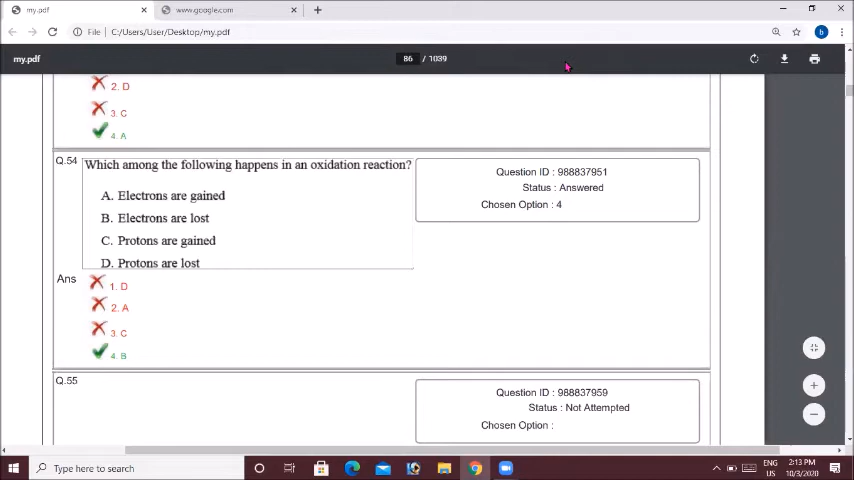 my.pdf
www.google.com
File
C:/Users/User/Desktop/my.pdf
b
my.pdf
86 / 1039
2. D
3. C
4. A
Q.54
Which among the following happens in an oxidation reaction?
A. Electrons are gained
B. Electrons are lost
C. Protons are gained
D. Protons are lost
Question ID : 988837951
Status : Answered
Chosen Option : 4
Ans
1. D
2. A
3. C
4. B
Q.55
Question ID : 988837959
Status : Not Attempted
Chosen Option :
Type here to search
ENG
US
2:13 PM
10/3/2020